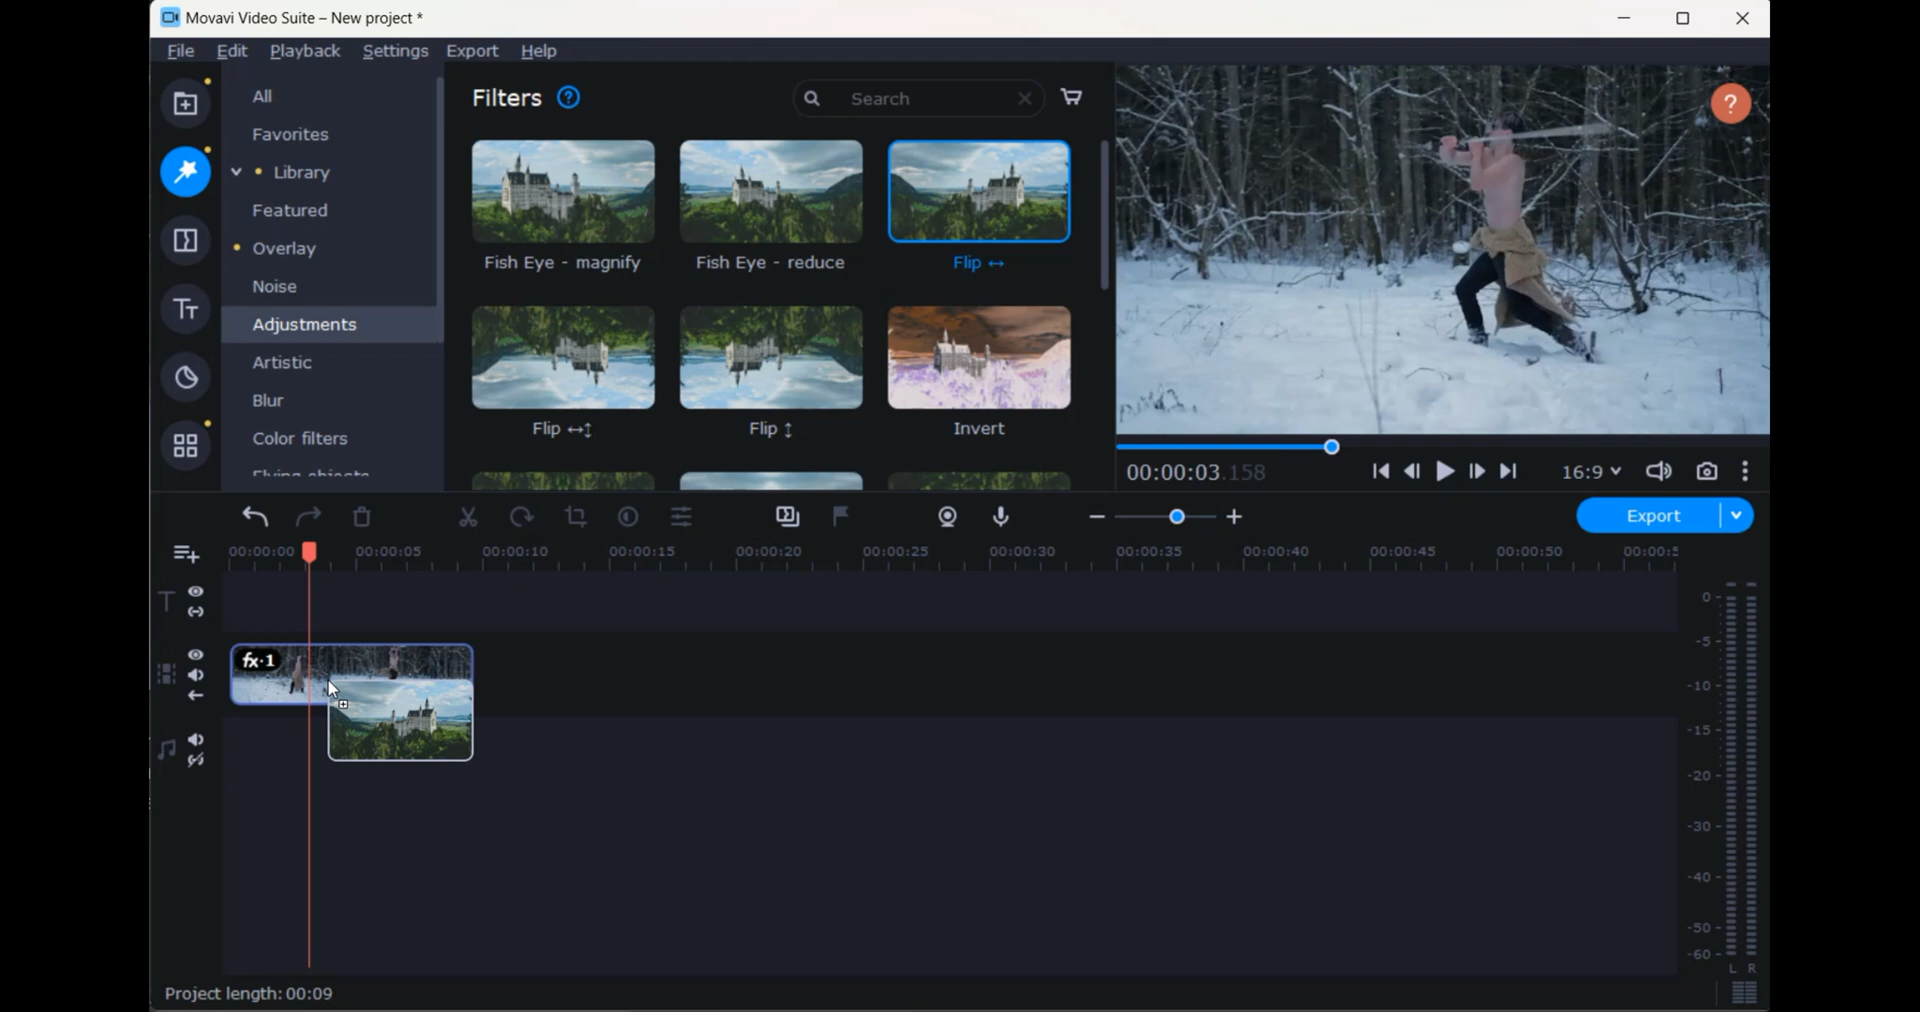 Movavi Video Suite – New project *
File Edit Playback Settings Export Help
All
Favorites
Library
Featured
Overlay
Noise
Adjustments
Artistic
Blur
Color filters
Flying objects
Filters ?
Search
Fish Eye - magnify
Fish Eye - reduce
Flip ↔
Flip ↔↕
Flip ↕
Invert
?
00:00:03.158
16:9
Export
00:00:00 00:00:05 00:00:10 00:00:15 00:00:20 00:00:25 00:00:30 00:00:35 00:00:40 00:00:45 00:00:50 00:00:5
fx·1
0
-5
-10
-15
-20
-30
-40
-50
-60
L R
Project length: 00:09